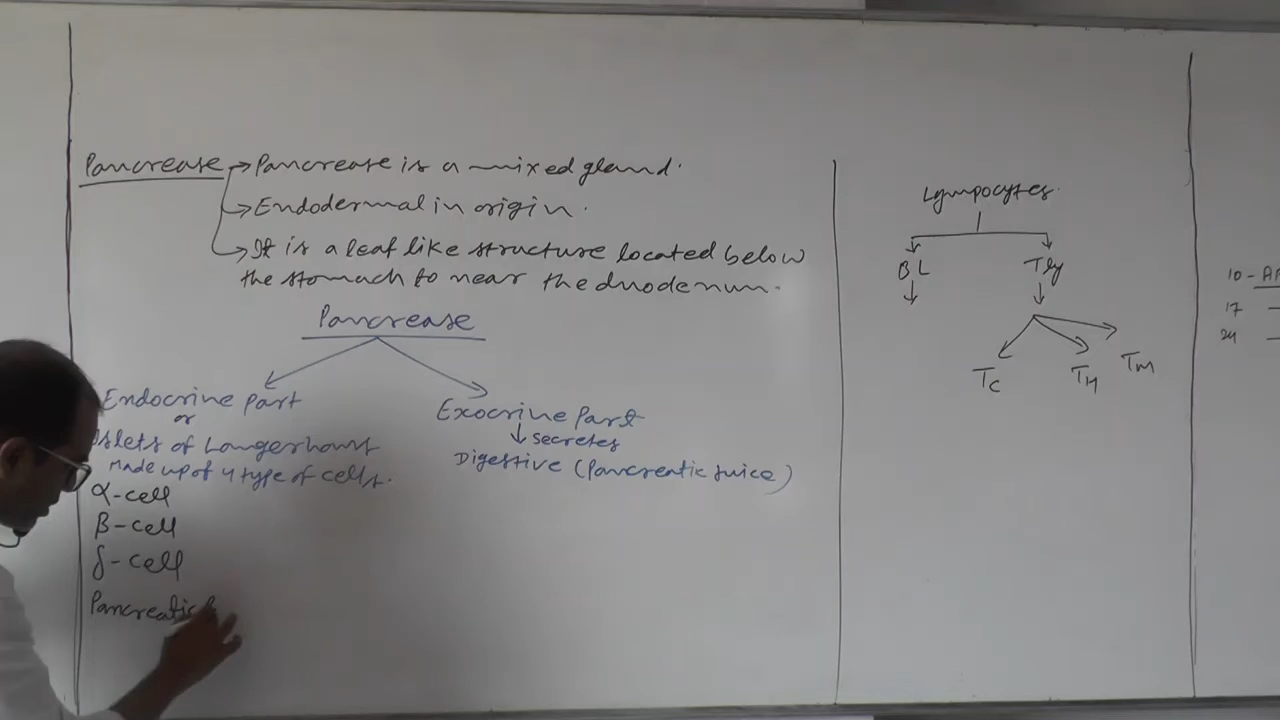 Pancrease → Pancrease is a mixed gland.
→ Endodermal in origin.
→ It is a leaf like structure located below
the stomach to near the duodenum.
Pancrease
Endocrine part
or
Islets of Langerhans
Made up of 4 type of cells.
α-cell
β-cell
δ-cell
Pancreatic
Exocrine Part
↓ secretes
Digestive (Pancreatic Juice)
Lympocytes
BL
T ly
Tc
TH
TM
10 -
17 -
24 -